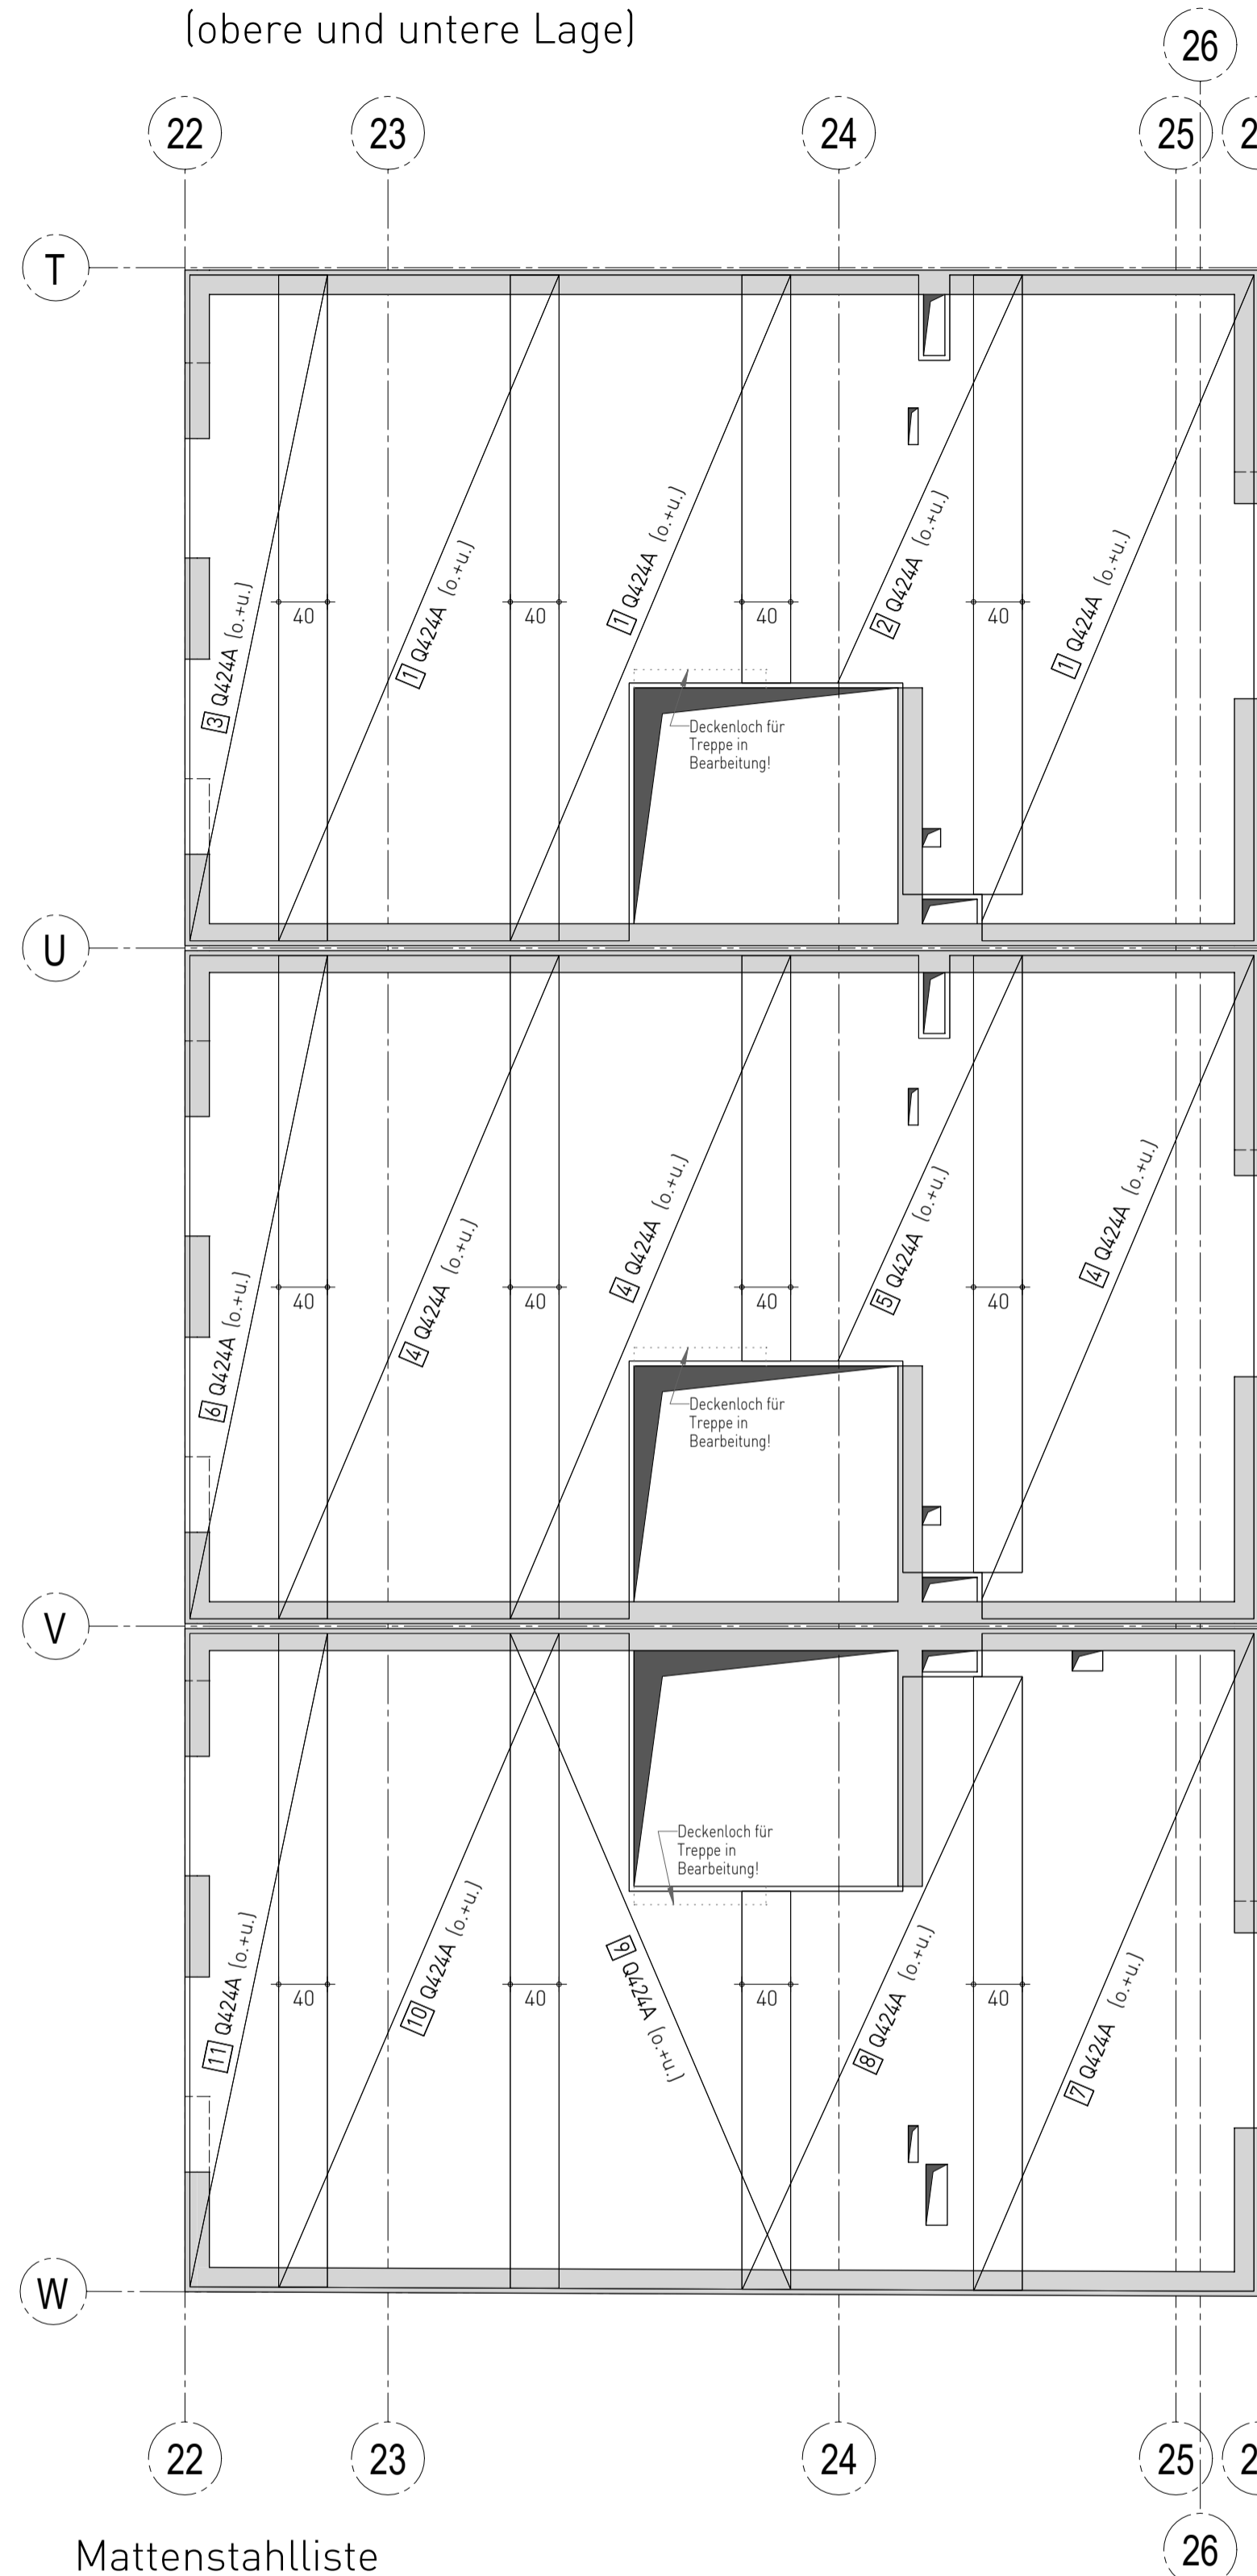 (obere und untere Lage)
26
22
23
24
25
2
T
3 Q424A (o.+u.)
1 Q424A (o.+u.)
1 Q424A (o.+u.)
2 Q424A (o.+u.)
1 Q424A (o.+u.)
40
40
40
40
Deckenloch für
Treppe in
Bearbeitung!
U
6 Q424A (o.+u.)
4 Q424A (o.+u.)
4 Q424A (o.+u.)
5 Q424A (o.+u.)
4 Q424A (o.+u.)
40
40
40
40
Deckenloch für
Treppe in
Bearbeitung!
V
Deckenloch für
Treppe in
Bearbeitung!
11 Q424A (o.+u.)
10 Q424A (o.+u.)
9 Q424A (o.+u.)
8 Q424A (o.+u.)
7 Q424A (o.+u.)
40
40
40
40
W
22
23
24
25
2
26
Mattenstahlliste